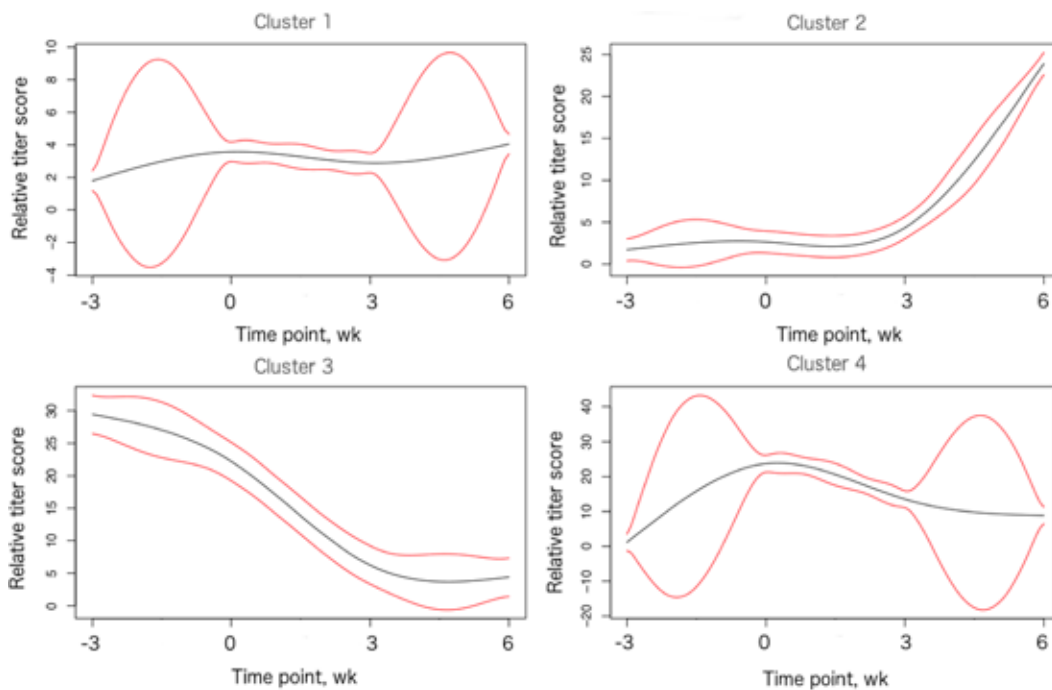 Cluster 1
Relative titer score
10
8
6
4
2
0
−2
−4
-3 0 3 6
Time point, wk
Cluster 2
Relative titer score
25
20
15
10
5
0
-3 0 3 6
Time point, wk
Cluster 3
Relative titer score
30
25
20
15
10
5
0
-3 0 3 6
Time point, wk
Cluster 4
Relative titer score
40
30
20
10
0
−10
−20
-3 0 3 6
Time point, wk